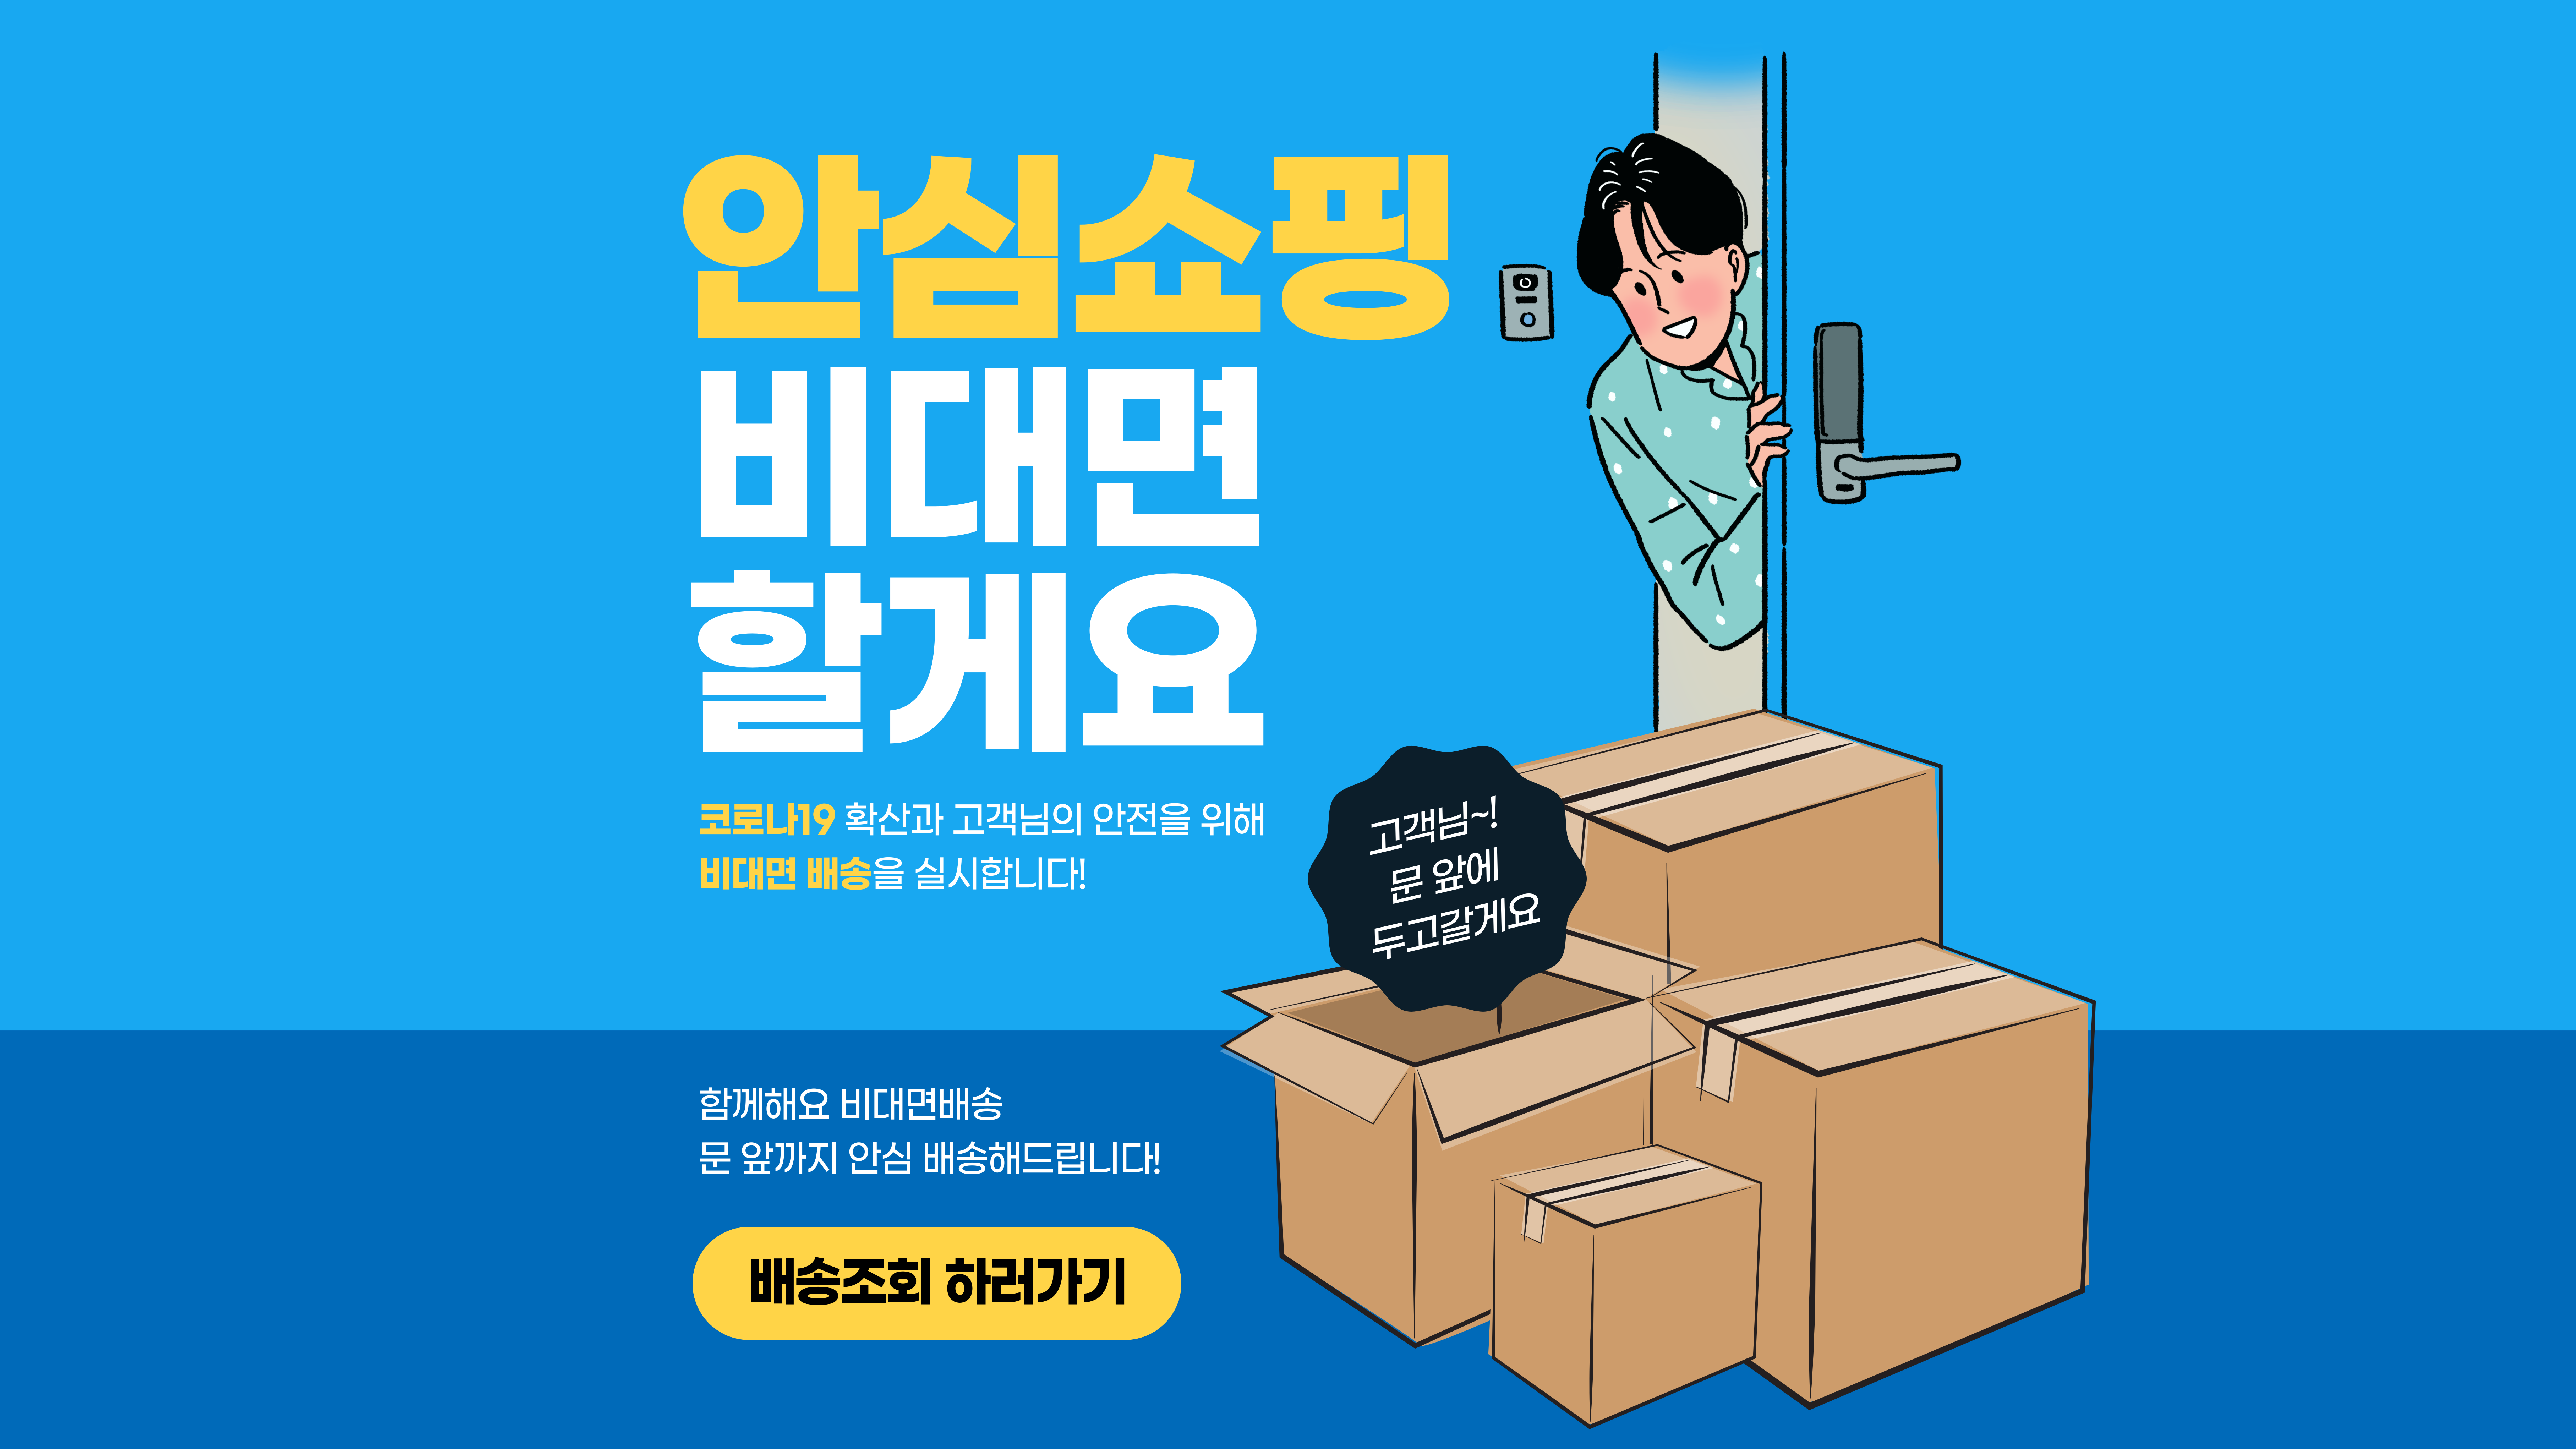 안심쇼핑
비대면
할게요
코로나19 확산과 고객님의 안전을 위해
비대면 배송을 실시합니다!
고객님~!
문 앞에
두고갈게요
함께해요 비대면배송
문 앞까지 안심 배송해드립니다!
배송조회 하러가기